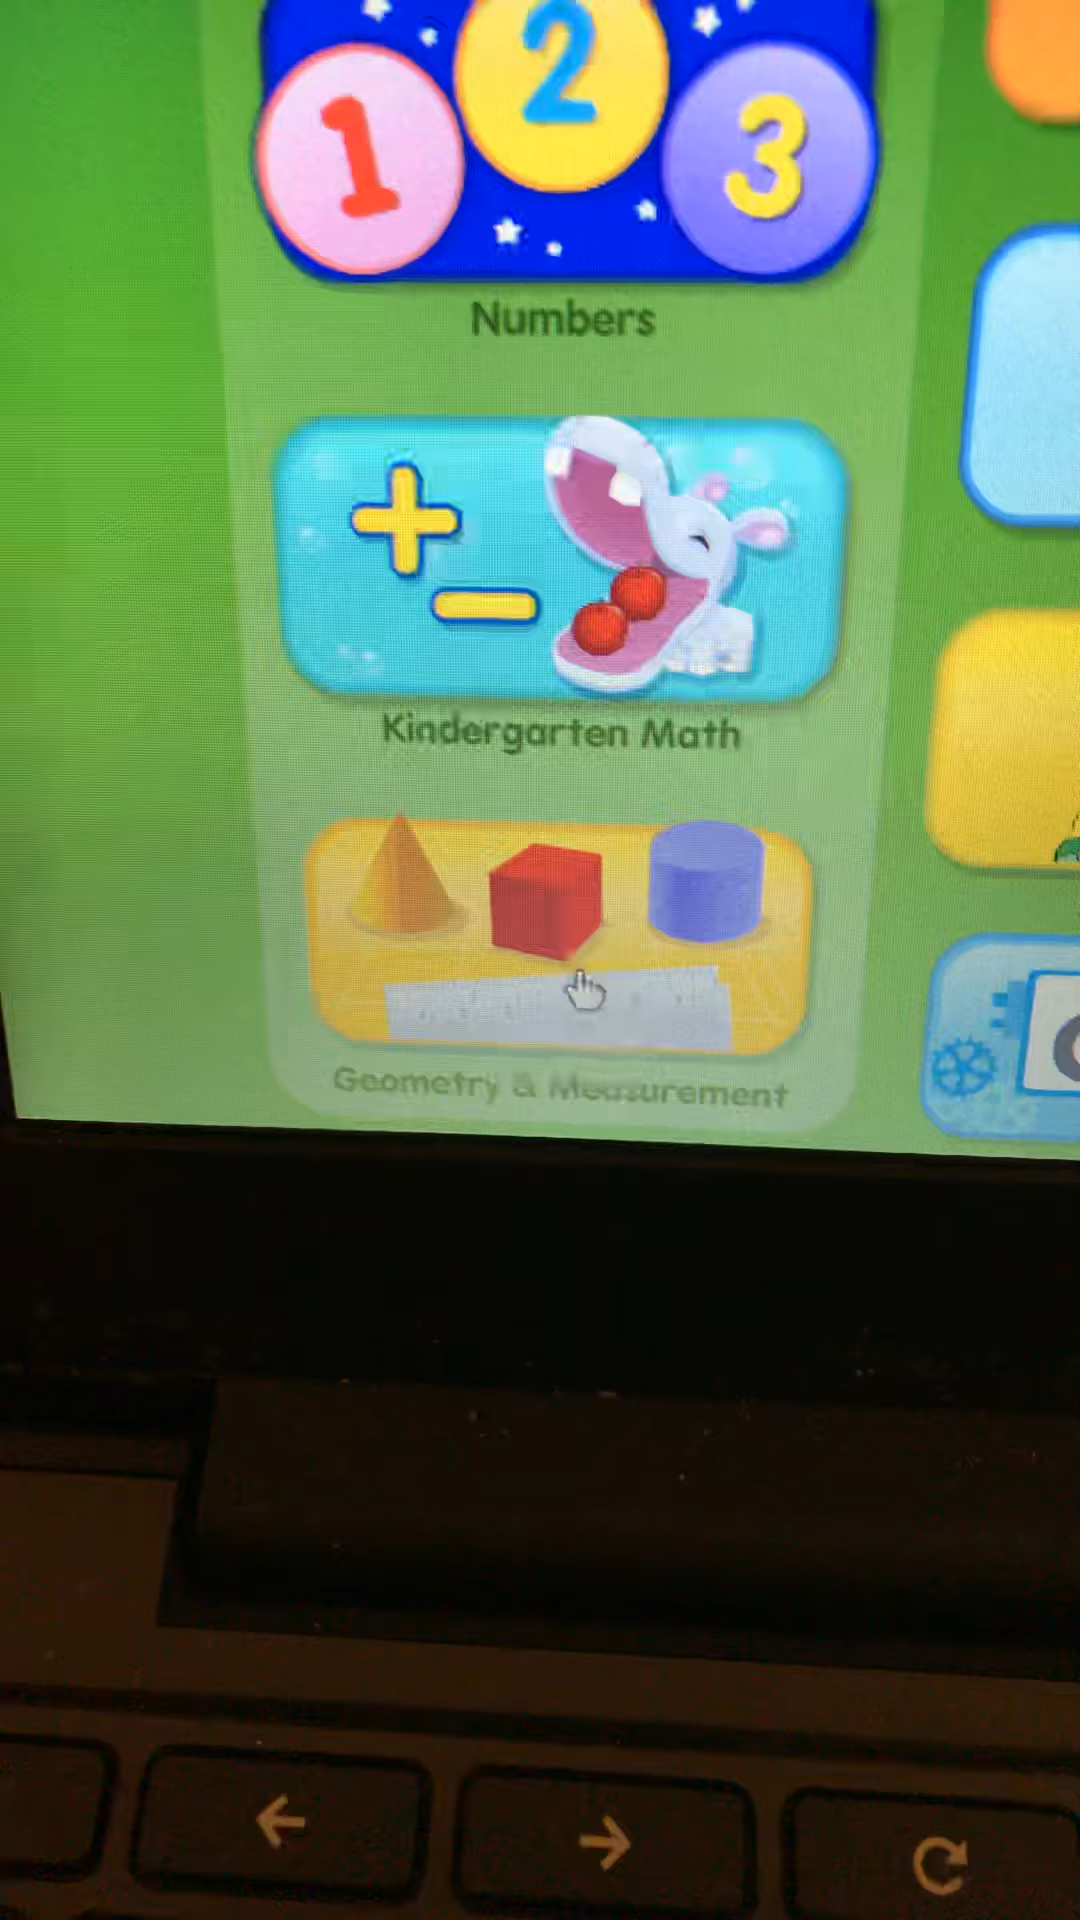 1 2 3
Numbers
+
−
Kindergarten Math
Geometry & Measurement
← →